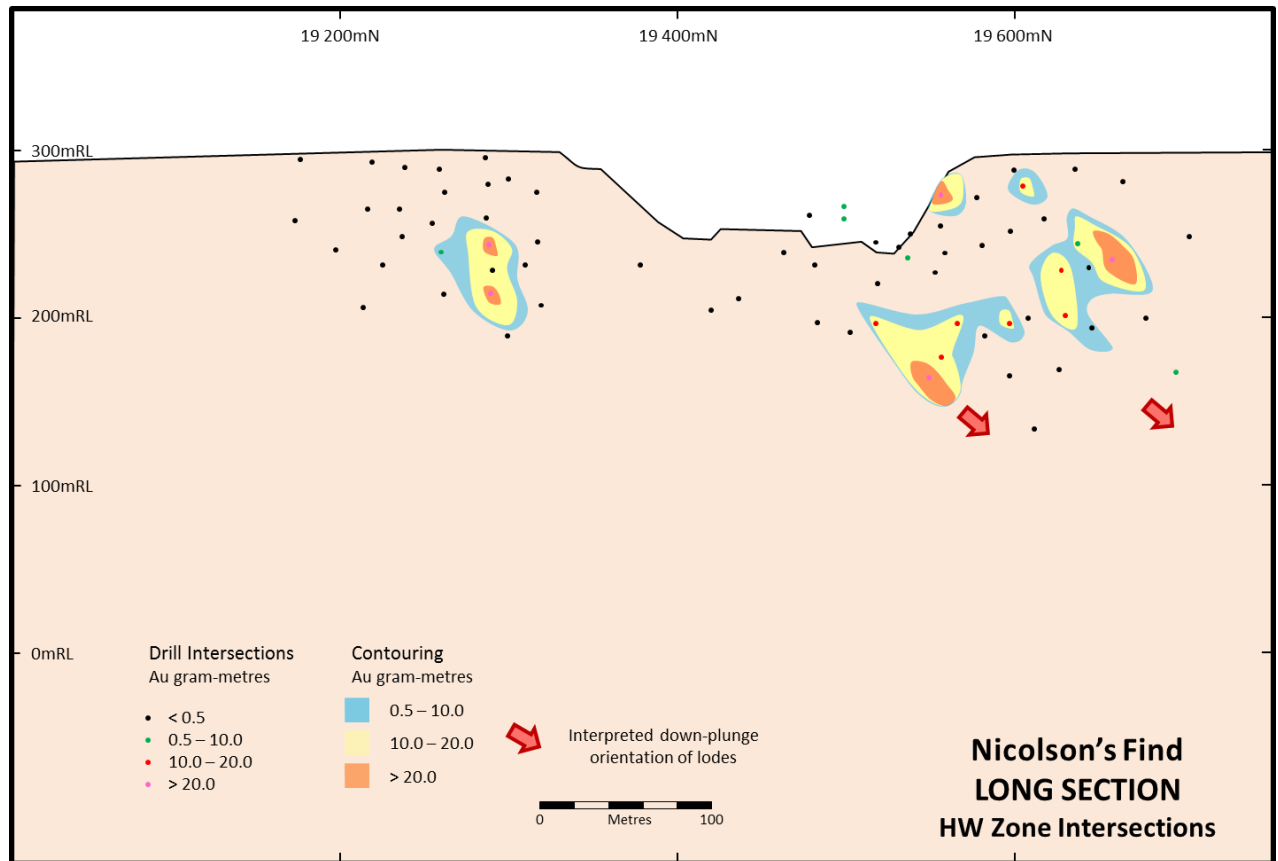 19 200mN
19 400mN
19 600mN
300mRL
200mRL
100mRL
0mRL
Drill Intersections
Au gram-metres
< 0.5
0.5 – 10.0
10.0 – 20.0
> 20.0
Contouring
Au gram-metres
0.5 – 10.0
10.0 – 20.0
> 20.0
Interpreted down-plunge
orientation of lodes
0 Metres 100
Nicolson's Find
LONG SECTION
HW Zone Intersections